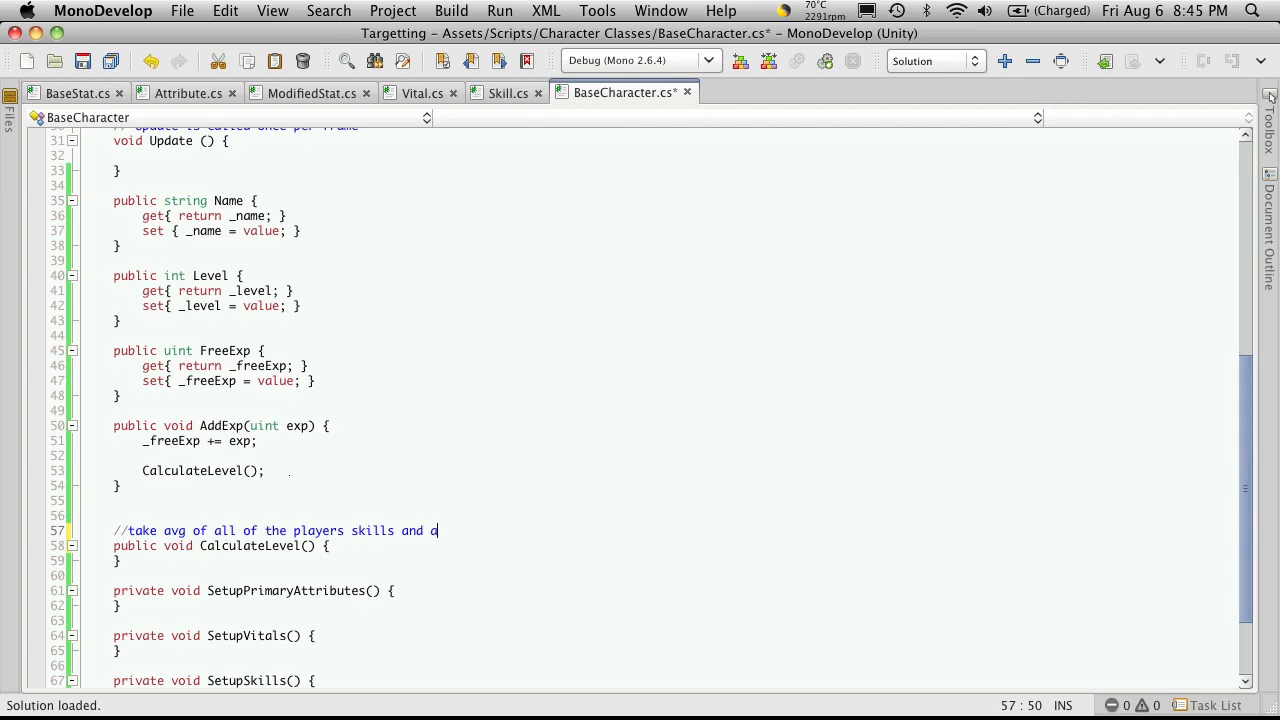 MonoDevelop File Edit View Search Project Build Run XML Tools Window Help 70°C 2291rpm (Charged) Fri Aug 6 8:45 PM
Targetting - Assets/Scripts/Character Classes/BaseCharacter.cs* - MonoDevelop (Unity)
Debug (Mono 2.6.4) Solution
BaseStat.cs Attribute.cs ModifiedStat.cs Vital.cs Skill.cs BaseCharacter.cs*
Files
BaseCharacter
Toolbox
Document Outline
30 // Update is called once per frame
31 void Update () {
32
33 }
34
35 public string Name {
36 get{ return _name; }
37 set { _name = value; }
38 }
39
40 public int Level {
41 get{ return _level; }
42 set{ _level = value; }
43 }
44
45 public uint FreeExp {
46 get{ return _freeExp; }
47 set{ _freeExp = value; }
48 }
49
50 public void AddExp(uint exp) {
51 _freeExp += exp;
52
53 CalculateLevel();
54 }
55
56
57 //take avg of all of the players skills and a
58 public void CalculateLevel() {
59 }
60
61 private void SetupPrimaryAttributes() {
62 }
63
64 private void SetupVitals() {
65 }
66
67 private void SetupSkills() {
Solution loaded. 57 : 50 INS 0 0 Task List